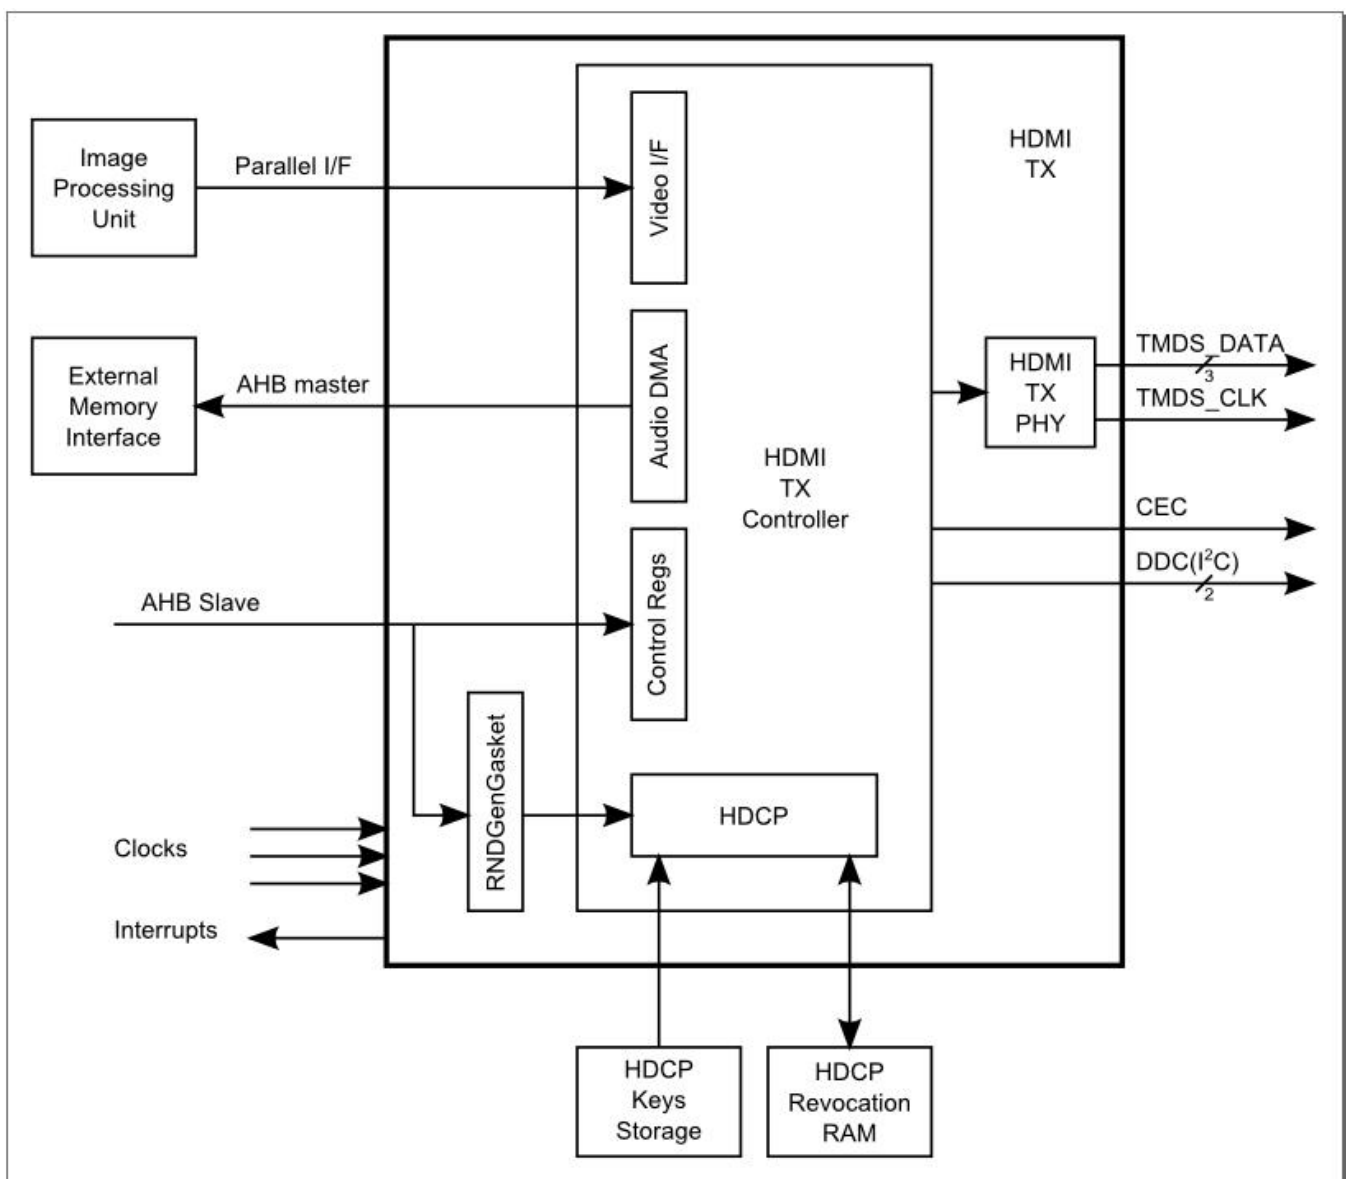 HDMI
TX
Image
Processing
Unit
Parallel I/F
Video I/F
External
Memory
Interface
AHB master
Audio DMA
HDMI
TX
Controller
HDMI
TX
PHY
TMDS_DATA
3
TMDS_CLK
CEC
DDC(I²C)
2
AHB Slave
Control Regs
RNDGenGasket
HDCP
Clocks
Interrupts
HDCP
Keys
Storage
HDCP
Revocation
RAM